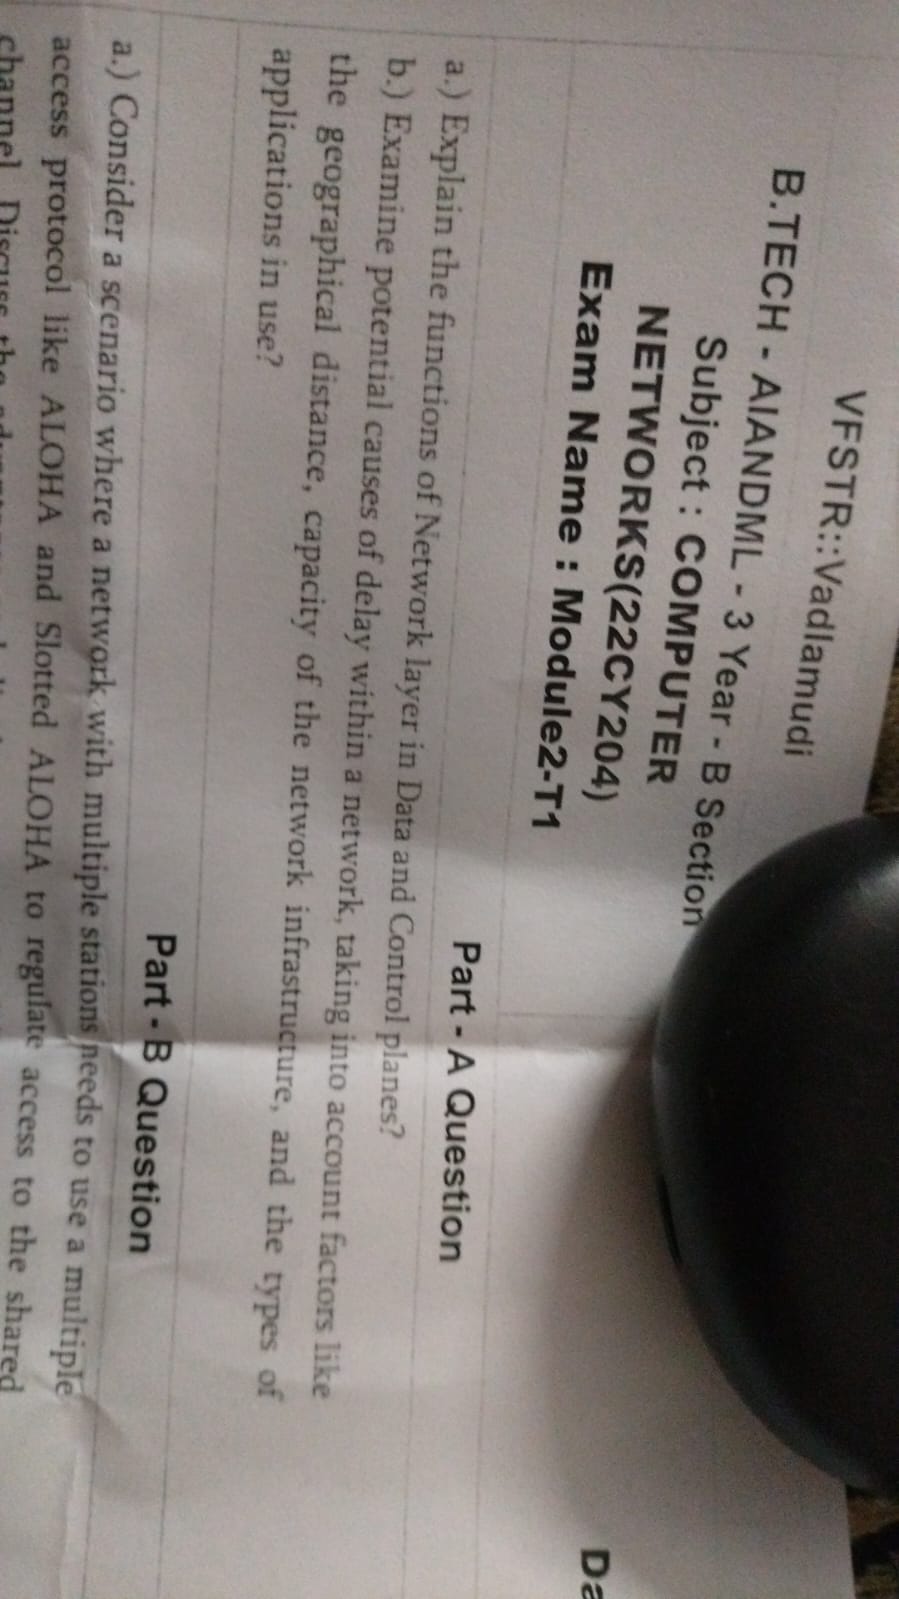 VFSTR::Vadlamudi
B.TECH - AIANDML - 3 Year - B Section
Subject : COMPUTER
NETWORKS(22CY204)
Exam Name : Module2-T1
Da
Part - A Question
a.) Explain the functions of Network layer in Data and Control planes?
b.) Examine potential causes of delay within a network, taking into account factors like
the geographical distance, capacity of the network infrastructure, and the types of
applications in use?
Part - B Question
a.) Consider a scenario where a network with multiple stations needs to use a multiple
access protocol like ALOHA and Slotted ALOHA to regulate access to the shared
channel. Discuss the